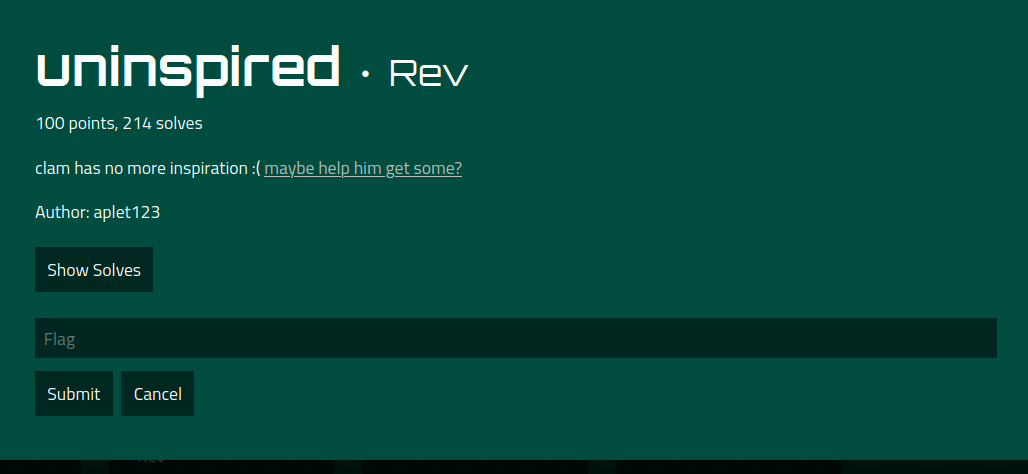 uninspired · Rev
100 points, 214 solves
clam has no more inspiration :( maybe help him get some?
Author: aplet123
Show Solves
Flag
Submit Cancel